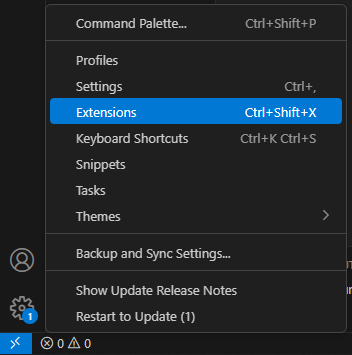 Command Palette... Ctrl+Shift+P
Profiles
Settings Ctrl+,
Extensions Ctrl+Shift+X
Keyboard Shortcuts Ctrl+K Ctrl+S
Snippets
Tasks
Themes
Backup and Sync Settings...
Show Update Release Notes
Restart to Update (1)
1
0 0